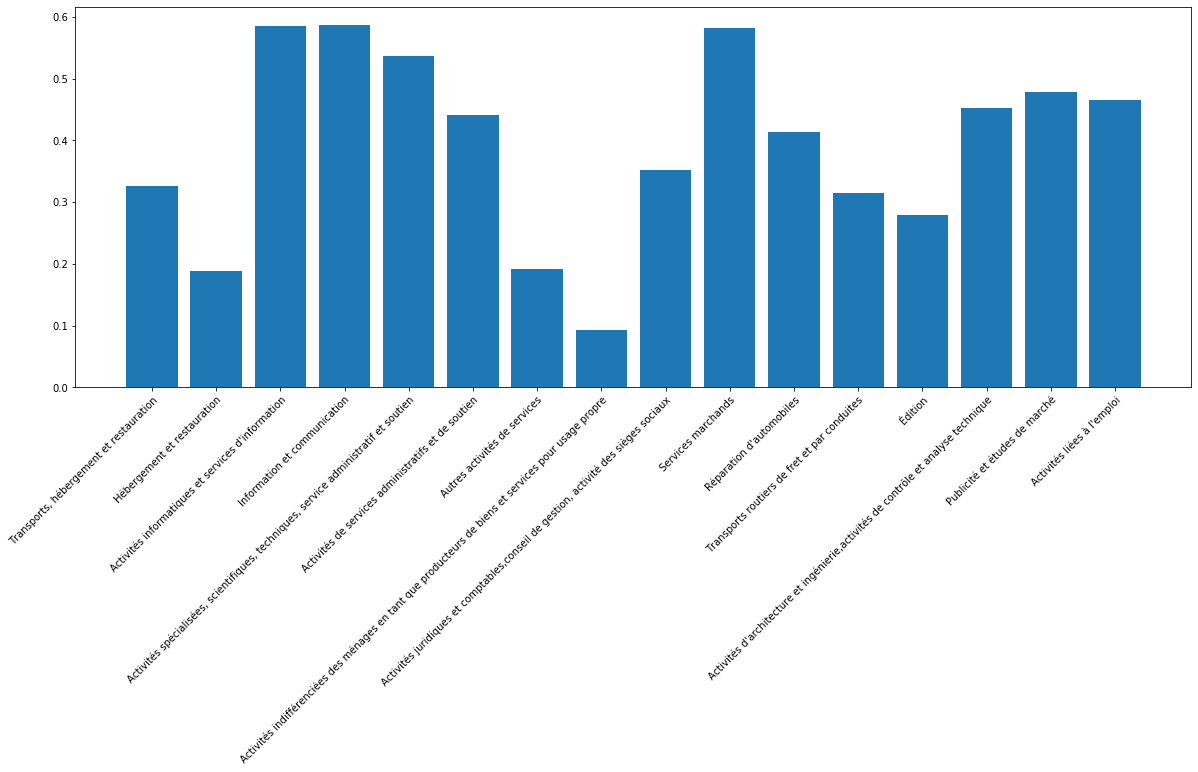 0.6
0.5
0.4
0.3
0.2
0.1
0.0
Transports, hébergement et restauration
Hébergement et restauration
Activités informatiques et services d'information
Information et communication
Activités spécialisées, scientifiques, techniques, service administratif et soutien
Activités de services administratifs et de soutien
Autres activités de services
Activités indifférenciées des ménages en tant que producteurs de biens et services pour usage propre
Activités juridiques et comptables,conseil de gestion, activité des sièges sociaux
Services marchands
Réparation d'automobiles
Transports routiers de fret et par conduites
Édition
Activités d'architecture et ingénierie,activités de contrôle et analyse technique
Publicité et études de marché
Activités liées à l'emploi